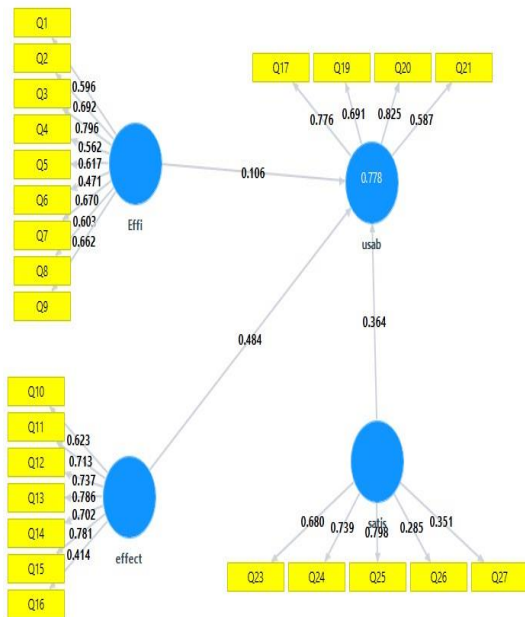 Q1
Q2
Q3
Q4
Q5
Q6
Q7
Q8
Q9
0.596
0.692
0.796
0.562
0.617
0.471
0.670
0.603
0.662
Effi
0.106
Q17 Q19 Q20 Q21
0.776 0.691 0.825 0.587
0.778
usab
0.484
0.364
Q10
Q11
Q12
Q13
Q14
Q15
Q16
0.623
0.713
0.737
0.786
0.702
0.781
0.414
effect
satis
0.680 0.739 0.798 0.285 0.351
Q23 Q24 Q25 Q26 Q27